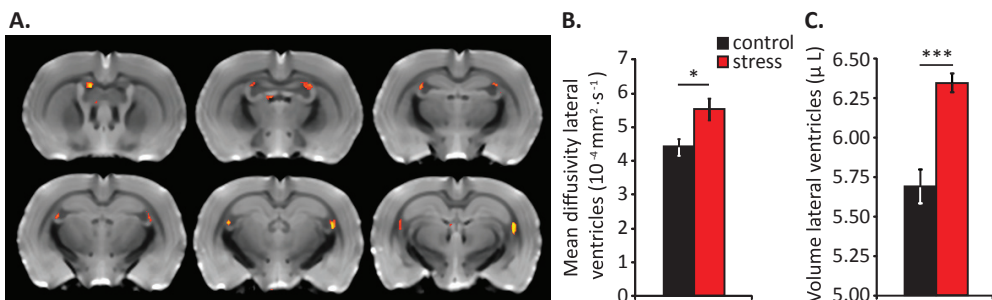 A.
B.
Mean diffusivity lateral
ventricles (10⁻⁴ mm²·s⁻¹)
7
6
5
4
3
2
1
0
*
control
stress
C.
Volume lateral ventricles (µ L)
6.50
6.25
6.00
5.75
5.50
5.25
5.00
***